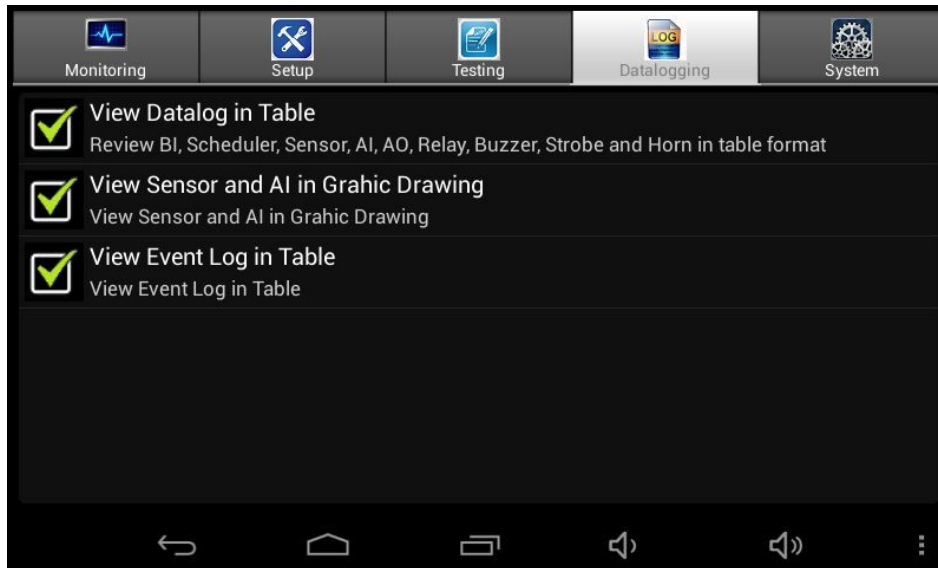 Monitoring
Setup
Testing
LOG
Datalogging
System
View Datalog in Table
Review BI, Scheduler, Sensor, AI, AO, Relay, Buzzer, Strobe and Horn in table format
View Sensor and AI in Grahic Drawing
View Sensor and AI in Grahic Drawing
View Event Log in Table
View Event Log in Table